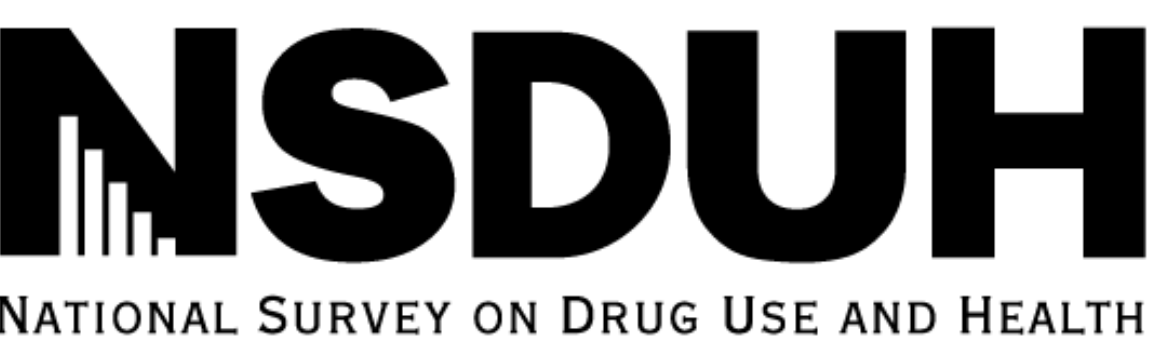 NSDUH
NATIONAL SURVEY ON DRUG USE AND HEALTH